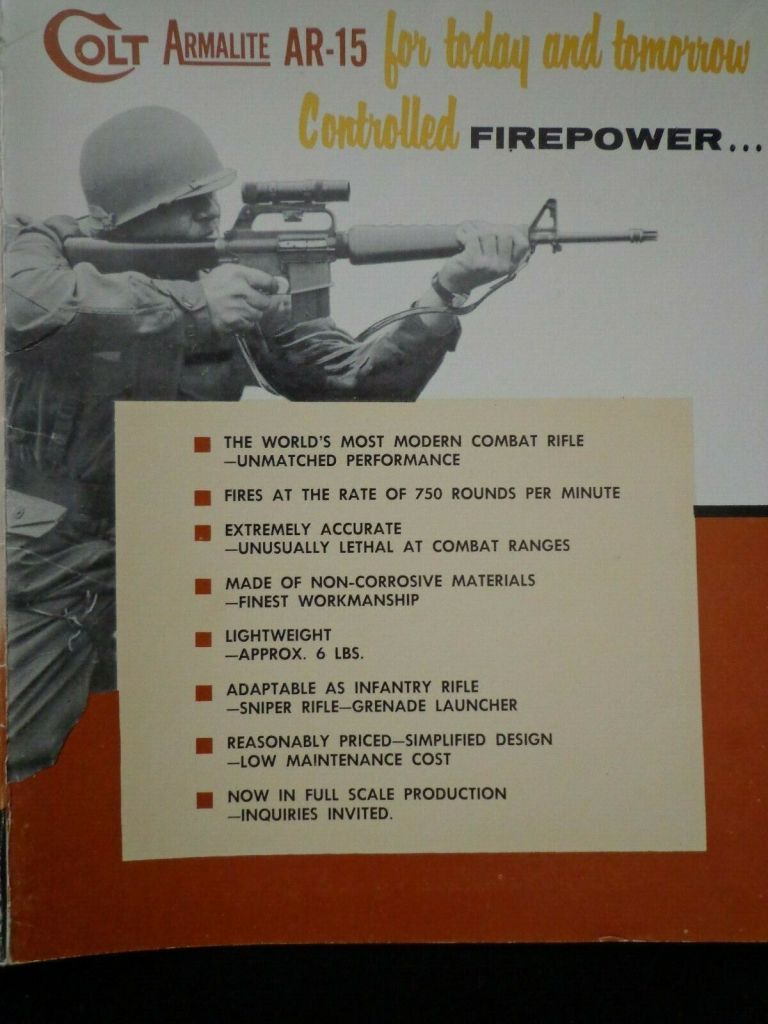 COLT ARMALITE AR-15 for today and tomorrow
Controlled FIREPOWER...
THE WORLD'S MOST MODERN COMBAT RIFLE
—UNMATCHED PERFORMANCE
FIRES AT THE RATE OF 750 ROUNDS PER MINUTE
EXTREMELY ACCURATE
—UNUSUALLY LETHAL AT COMBAT RANGES
MADE OF NON-CORROSIVE MATERIALS
—FINEST WORKMANSHIP
LIGHTWEIGHT
—APPROX. 6 LBS.
ADAPTABLE AS INFANTRY RIFLE
—SNIPER RIFLE—GRENADE LAUNCHER
REASONABLY PRICED—SIMPLIFIED DESIGN
—LOW MAINTENANCE COST
NOW IN FULL SCALE PRODUCTION
—INQUIRIES INVITED.